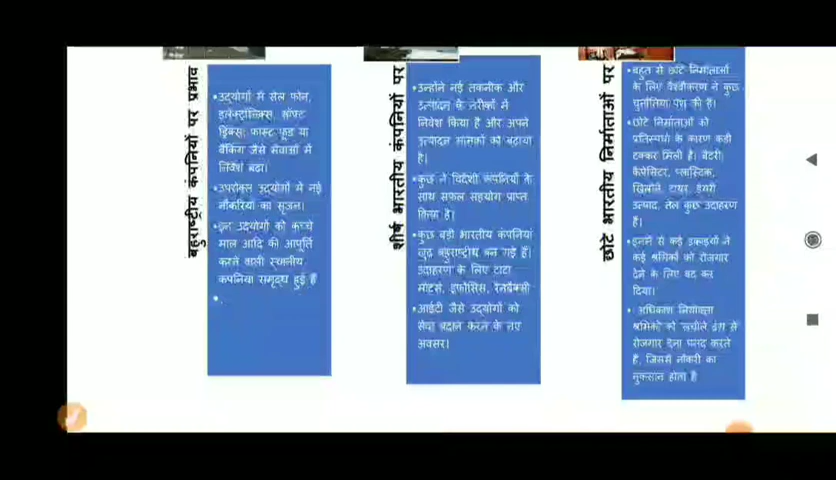 बहुराष्ट्रीय कंपनियों पर प्रभाव
•उद्योगों में सेल फोन,
इलेक्ट्रॉनिक्स, सॉफ्ट
ड्रिंक्स, फास्ट फूड या
बैंकिंग जैसे सेवाओं में
निवेश बढ़ा।
•उपरोक्त उद्योगों में नई
नौकरियों का सृजन।
•इन उद्योगों को कच्चे
माल आदि की आपूर्ति
करने वाली स्थानीय
कंपनियां समृद्ध हुई हैं
•.
शीर्ष भारतीय कंपनियों पर
•उन्होंने नई तकनीक और
उत्पादन के तरीकों में
निवेश किया है और अपने
उत्पादन मानकों को बढ़ाया
है।
•कुछ ने विदेशी कंपनियों के
साथ सफल सहयोग प्राप्त
किया है।
•कुछ बड़ी भारतीय कंपनियां
खुद बहुराष्ट्रीय बन गई हैं।
उदाहरण के लिए टाटा
मोटर्स, इंफोसिस, रैनबैक्सी
•आईटी जैसे उद्योगों को
सेवा प्रदान करने के नए
अवसर।
छोटे भारतीय निर्माताओं पर
•बहुत से छोटे निर्माताओं
के लिए वैश्वीकरण ने कुछ
चुनौतियां पेश की हैं।
•छोटे निर्माताओं को
प्रतिस्पर्धा के कारण कड़ी
टक्कर मिली है। बैटरी,
कैपेसिटर, प्लास्टिक,
खिलौने, टायर, डेयरी
उत्पाद, तेल कुछ उदाहरण
हैं।
•इनमें से कई इकाइयों ने
कई श्रमिकों को रोजगार
देने के लिए बंद कर
दिया।
• अधिकांश नियोक्ता
श्रमिकों को लचीले ढंग से
रोजगार देना पसंद करते
हैं, जिससे नौकरी का
नुकसान होता है